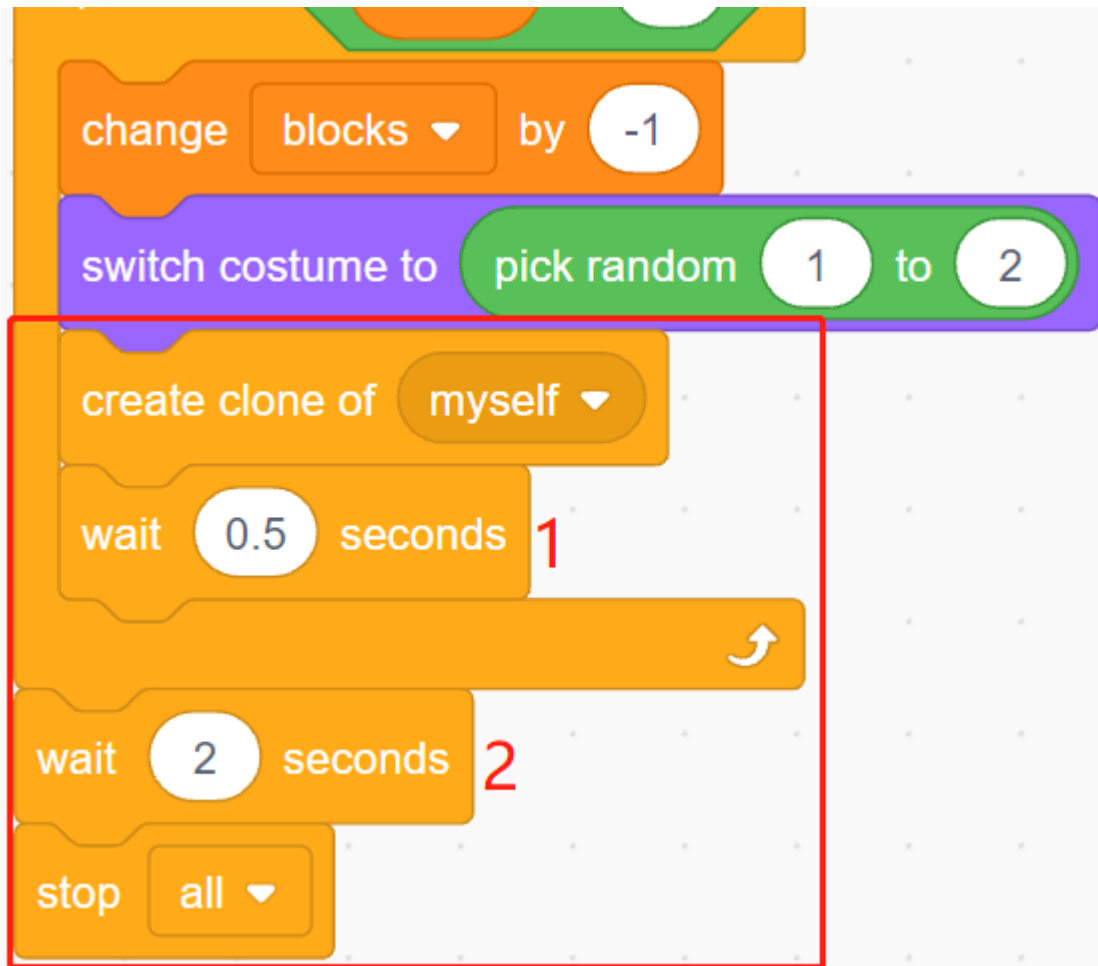 change blocks by -1
switch costume to pick random 1 to 2
create clone of myself
wait 0.5 seconds 1
wait 2 seconds 2
stop all